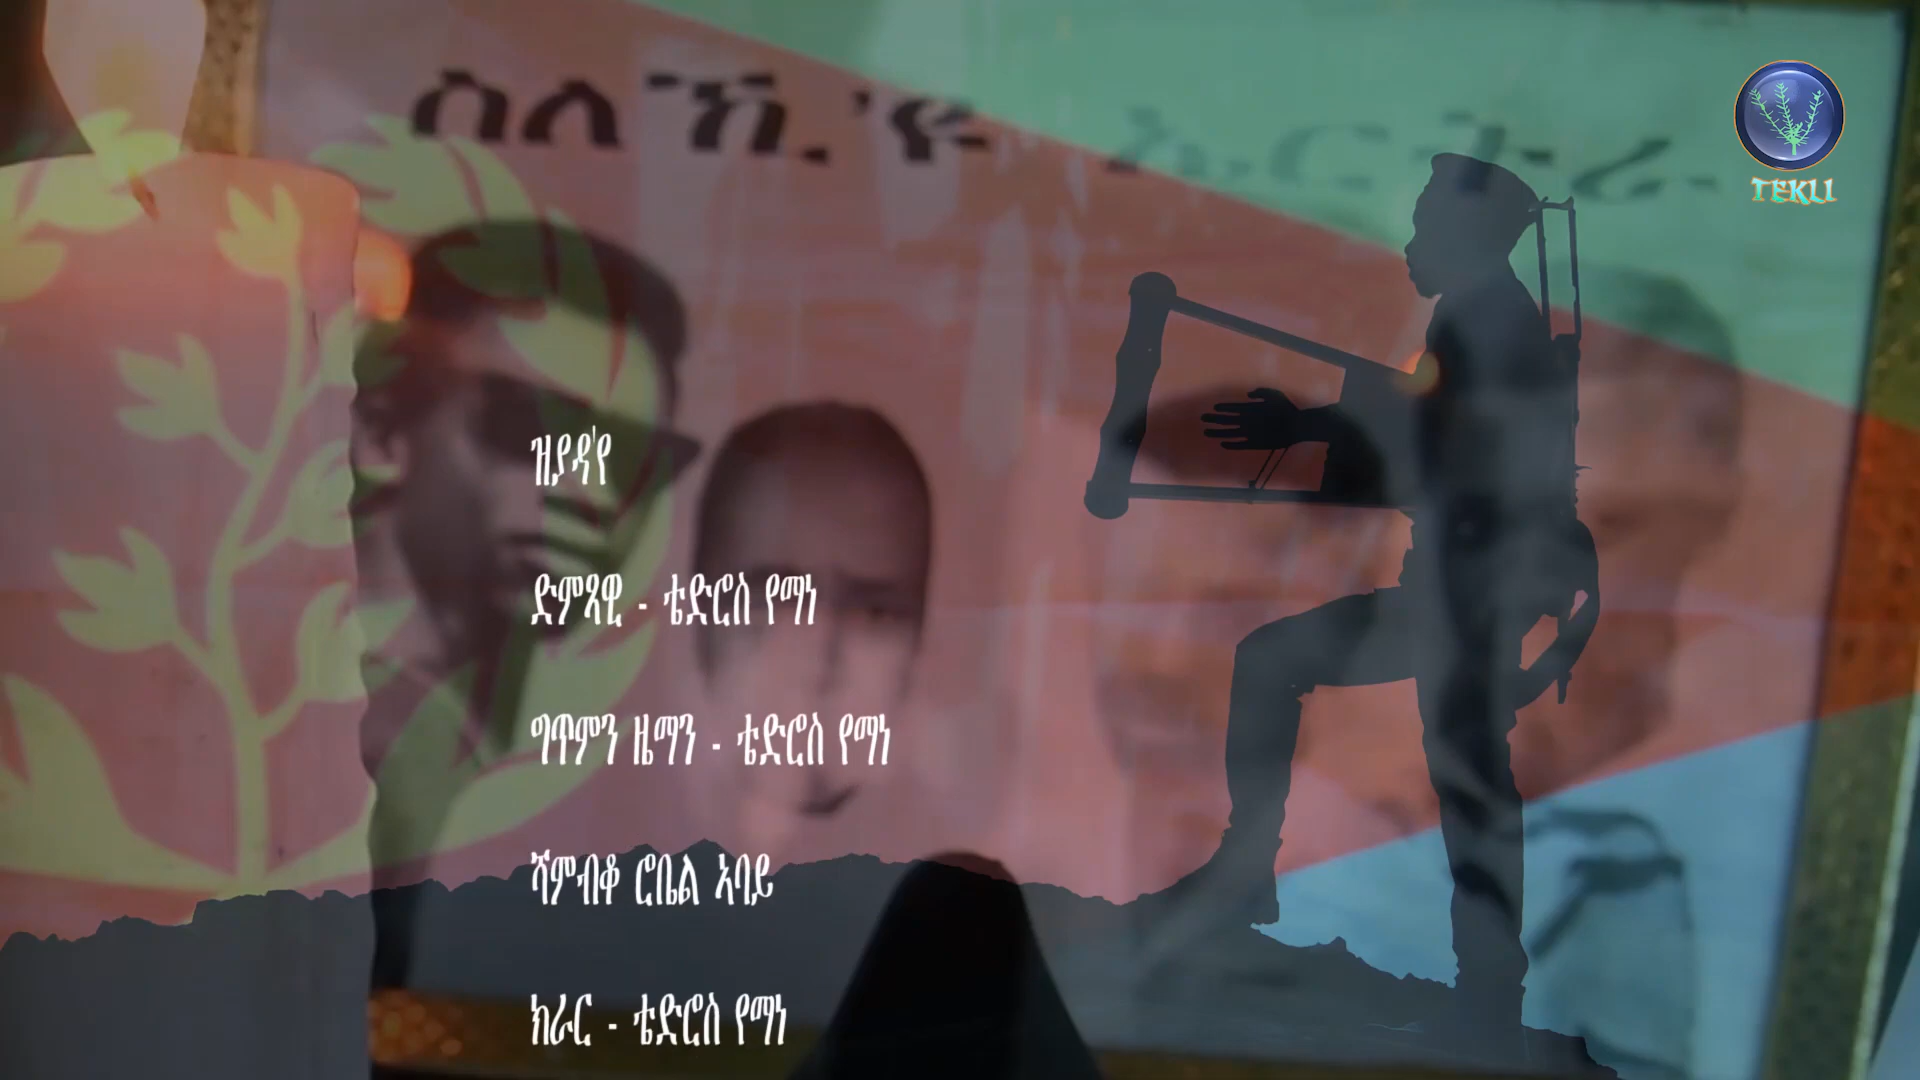 ስለ'ኺ'ዩ ኤርትራ
TEKLI
ዝያዳ'የ
ድምጻዊ - ቴድሮስ የማነ
ግጥምን ዜማን - ቴድሮስ የማነ
ሻምብቆ ሮቤል ኣባይ
ክራር - ቴድሮስ የማነ